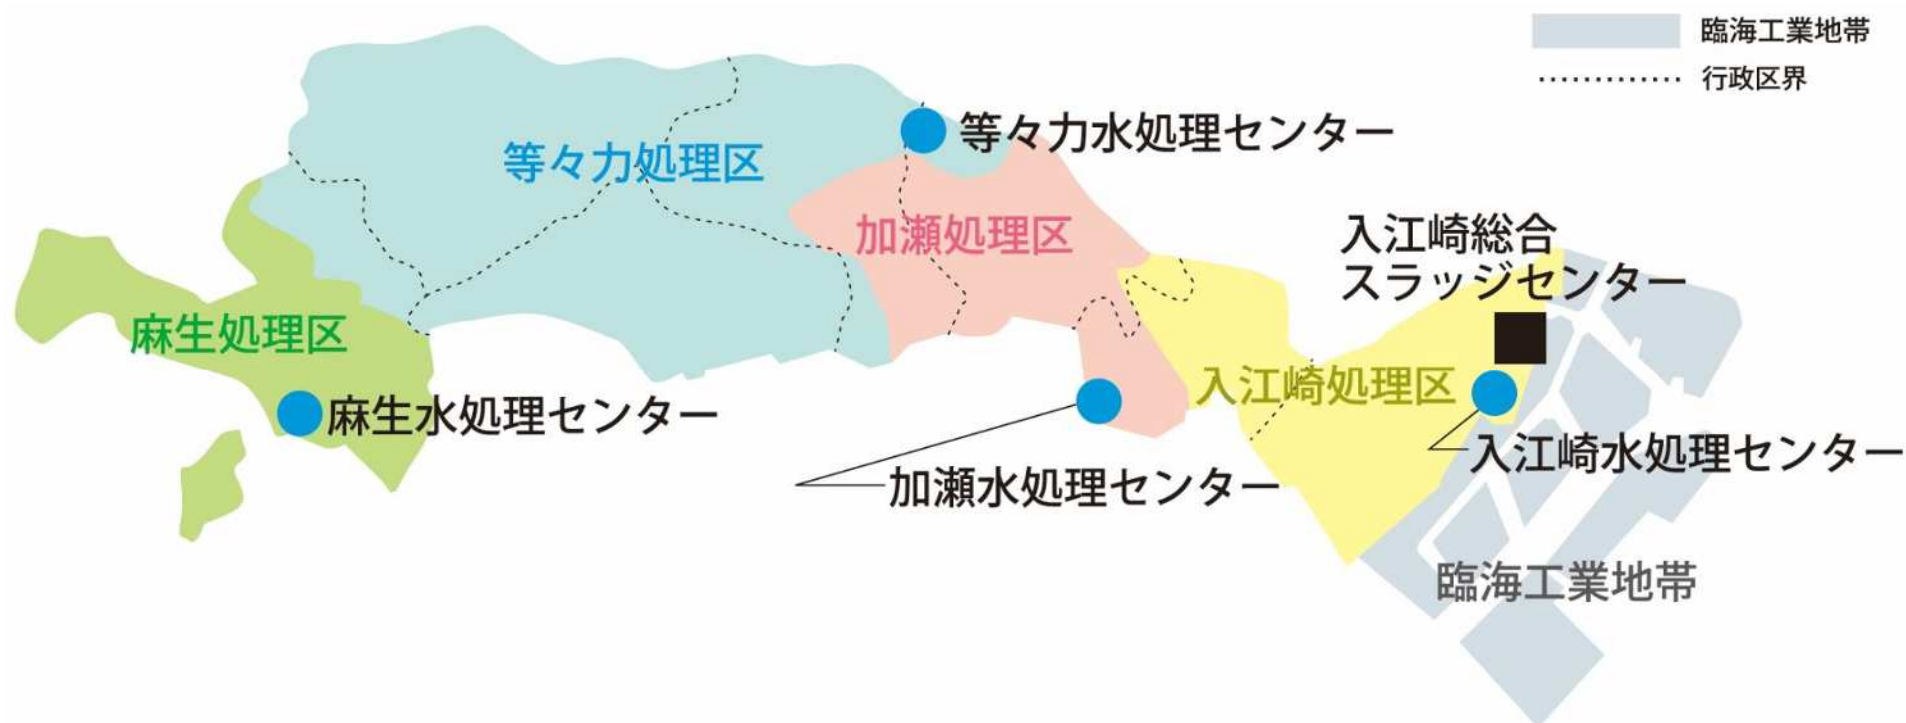 臨海工業地帯
行政区界
等々力水処理センター
等々力処理区
加瀬処理区
入江崎総合
スラッジセンター
麻生処理区
入江崎処理区
麻生水処理センター
入江崎水処理センター
加瀬水処理センター
臨海工業地帯